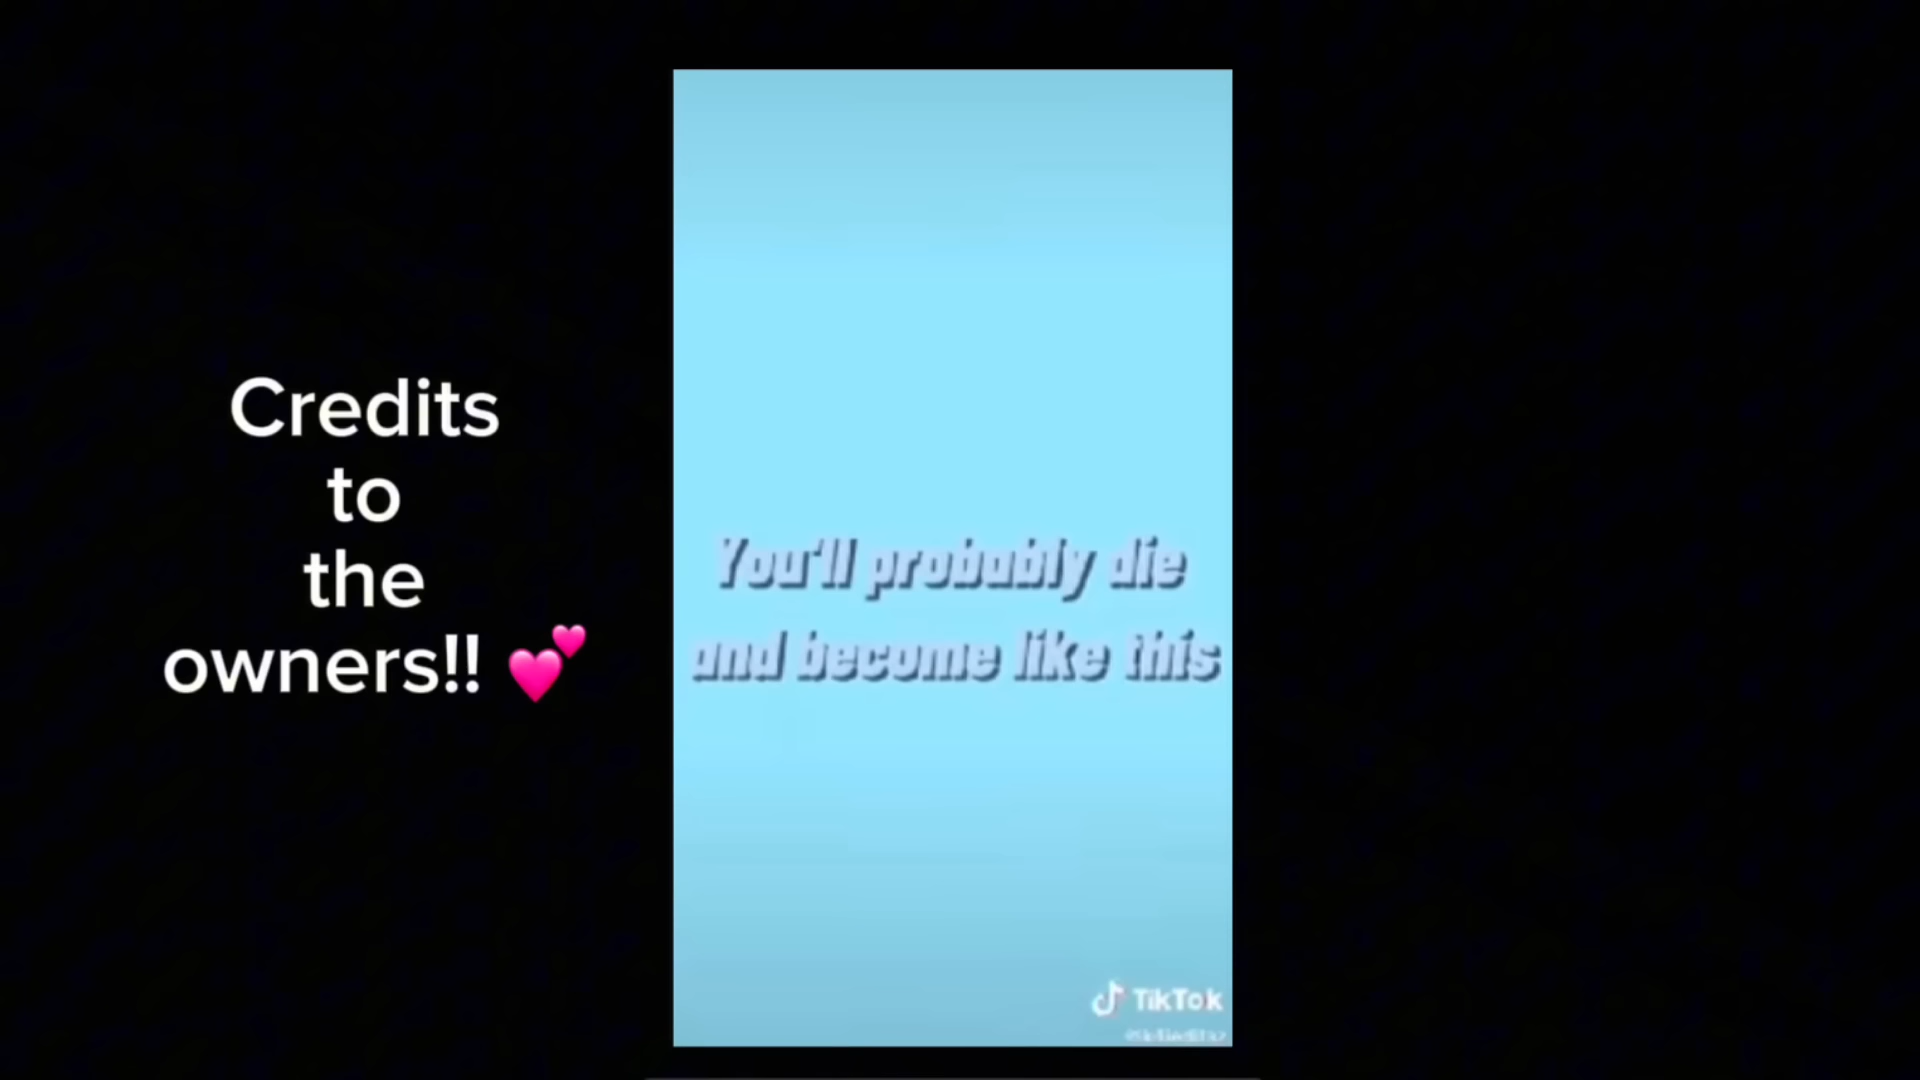 Credits
to
the
owners!! 💕
You'll probably die
and become like this
TikTok